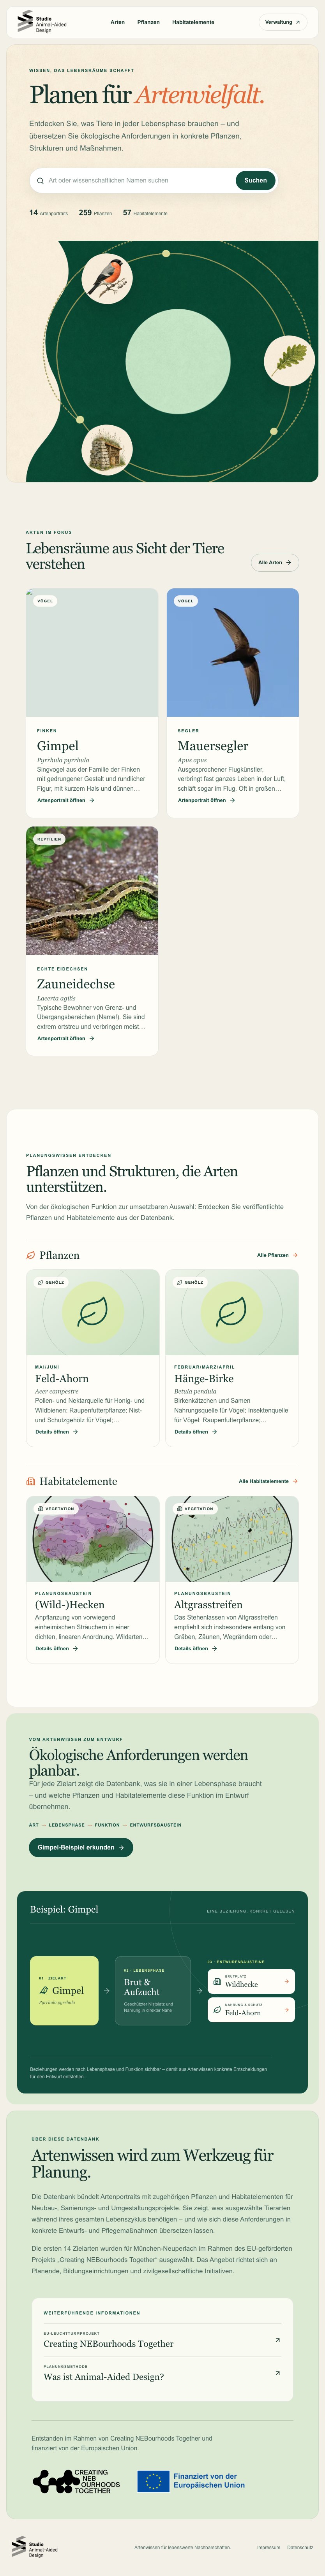 Studio
Animal-Aided
Design
Arten
Pflanzen
Habitatelemente
Verwaltung
WISSEN, DAS LEBENSRÄUME SCHAFFT
Planen für Artenvielfalt.
Entdecken Sie, was Tiere in jeder Lebensphase brauchen – und
übersetzen Sie ökologische Anforderungen in konkrete Pflanzen,
Strukturen und Maßnahmen.
Art oder wissenschaftlichen Namen suchen
Suchen
14 Artenportraits 259 Pflanzen 57 Habitatelemente
ARTEN IM FOKUS
Lebensräume aus Sicht der Tiere
verstehen
Alle Arten
VÖGEL
FINKEN
Gimpel
Pyrrhula pyrrhula
Singvogel aus der Familie der Finken
mit gedrungener Gestalt und rundlicher
Figur, mit kurzem Hals und dünnen…
Artenportrait öffnen
VÖGEL
SEGLER
Mauersegler
Apus apus
Ausgesprochener Flugkünstler,
verbringt fast ganzes Leben in der Luft,
schläft sogar im Flug. Oft in großen…
Artenportrait öffnen
REPTILIEN
ECHTE EIDECHSEN
Zauneidechse
Lacerta agilis
Typische Bewohner von Grenz- und
Übergangsbereichen (Name!). Sie sind
extrem ortstreu und verbringen meist…
Artenportrait öffnen
PLANUNGSWISSEN ENTDECKEN
Pflanzen und Strukturen, die Arten
unterstützen.
Von der ökologischen Funktion zur umsetzbaren Auswahl: Entdecken Sie veröffentlichte
Pflanzen und Habitatelemente aus der Datenbank.
Pflanzen
Alle Pflanzen
GEHÖLZ
MAI/JUNI
Feld-Ahorn
Acer campestre
Pollen- und Nektarquelle für Honig- und
Wildbienen; Raupenfutterpflanze; Nist-
und Schutzgehölz für Vögel;…
Details öffnen
GEHÖLZ
FEBRUAR/MÄRZ/APRIL
Hänge-Birke
Betula pendula
Birkenkätzchen und Samen
Nahrungsquelle für Vögel; Insektenquelle
für Vögel; Raupenfutterpflanze;…
Details öffnen
Habitatelemente
Alle Habitatelemente
VEGETATION
PLANUNGSBAUSTEIN
(Wild-)Hecken
Anpflanzung von vorwiegend
einheimischen Sträuchern in einer
dichten, linearen Anordnung. Wildarten…
Details öffnen
VEGETATION
PLANUNGSBAUSTEIN
Altgrasstreifen
Das Stehenlassen von Altgrasstreifen
empfiehlt sich insbesondere entlang von
Gräben, Zäunen, Wegrändern oder…
Details öffnen
VOM ARTENWISSEN ZUM ENTWURF
Ökologische Anforderungen werden
planbar.
Für jede Zielart zeigt die Datenbank, was sie in einer Lebensphase braucht
– und welche Pflanzen und Habitatelemente diese Funktion im Entwurf
übernehmen.
ART → LEBENSPHASE → FUNKTION → ENTWURFSBAUSTEIN
Gimpel-Beispiel erkunden
Beispiel: Gimpel
EINE BEZIEHUNG, KONKRET GELESEN
01 · ZIELART
Gimpel
Pyrrhula pyrrhula
02 · LEBENSPHASE
Brut &
Aufzucht
Geschützter Nistplatz und
Nahrung in direkter Nähe
03 · ENTWURFSBAUSTEINE
BRUTPLATZ
Wildhecke
NAHRUNG & SCHUTZ
Feld-Ahorn
Beziehungen werden nach Lebensphase und Funktion sichtbar – damit aus Artenwissen konkrete Entscheidungen
für den Entwurf entstehen.
ÜBER DIESE DATENBANK
Artenwissen wird zum Werkzeug für
Planung.
Die Datenbank bündelt Artenportraits mit zugehörigen Pflanzen und Habitatelementen für
Neubau-, Sanierungs- und Umgestaltungsprojekte. Sie zeigt, was ausgewählte Tierarten
während ihres gesamten Lebenszyklus benötigen – und wie sich diese Anforderungen in
konkrete Entwurfs- und Pflegemaßnahmen übersetzen lassen.
Die ersten 14 Zielarten wurden für München-Neuperlach im Rahmen des EU-geförderten
Projekts „Creating NEBourhoods Together“ ausgewählt. Das Angebot richtet sich an
Planende, Bildungseinrichtungen und zivilgesellschaftliche Initiativen.
WEITERFÜHRENDE INFORMATIONEN
EU-LEUCHTTURMPROJEKT
Creating NEBourhoods Together
PLANUNGSMETHODE
Was ist Animal-Aided Design?
Entstanden im Rahmen von Creating NEBourhoods Together und
finanziert von der Europäischen Union.
CREATING
NEB
OURHOODS
TOGETHER
Finanziert von der
Europäischen Union
Studio
Animal-Aided
Design
Artenwissen für lebenswerte Nachbarschaften.
Impressum
Datenschutz